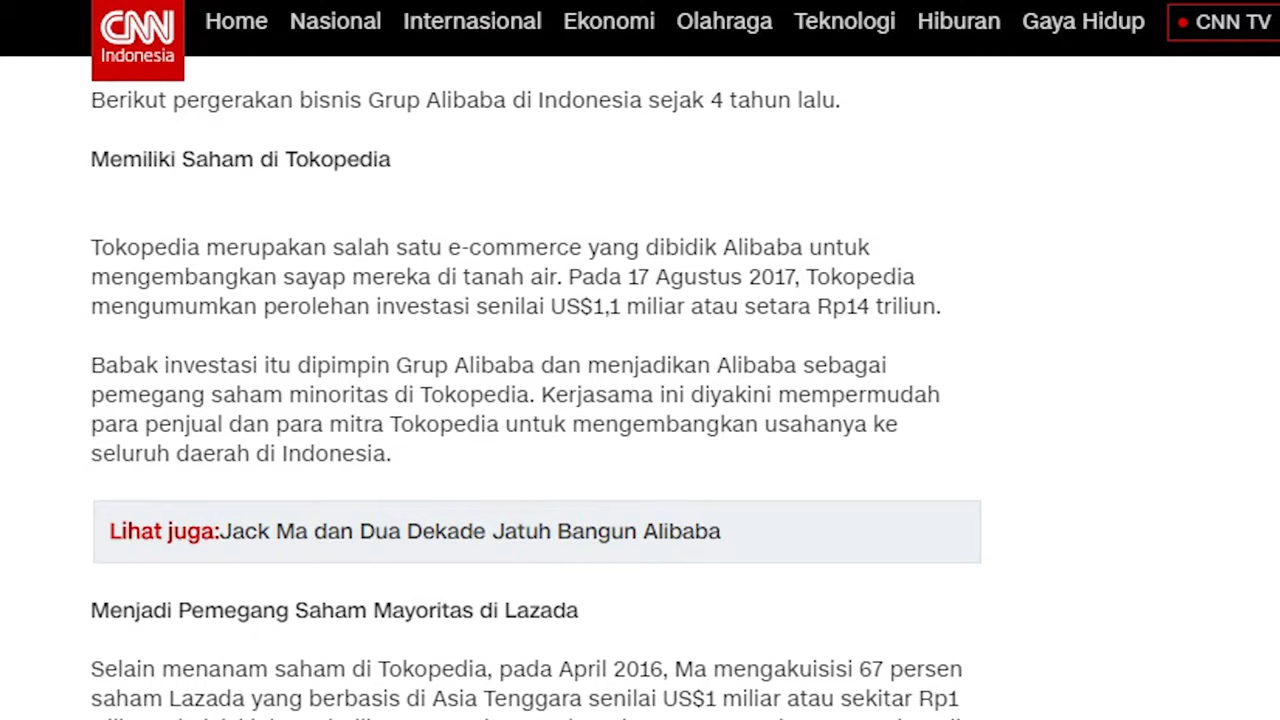 CNN
Indonesia
Home Nasional Internasional Ekonomi Olahraga Teknologi Hiburan Gaya Hidup CNN TV
Berikut pergerakan bisnis Grup Alibaba di Indonesia sejak 4 tahun lalu.
Memiliki Saham di Tokopedia
Tokopedia merupakan salah satu e-commerce yang dibidik Alibaba untuk
mengembangkan sayap mereka di tanah air. Pada 17 Agustus 2017, Tokopedia
mengumumkan perolehan investasi senilai US$1,1 miliar atau setara Rp14 triliun.
Babak investasi itu dipimpin Grup Alibaba dan menjadikan Alibaba sebagai
pemegang saham minoritas di Tokopedia. Kerjasama ini diyakini mempermudah
para penjual dan para mitra Tokopedia untuk mengembangkan usahanya ke
seluruh daerah di Indonesia.
Lihat juga:Jack Ma dan Dua Dekade Jatuh Bangun Alibaba
Menjadi Pemegang Saham Mayoritas di Lazada
Selain menanam saham di Tokopedia, pada April 2016, Ma mengakuisisi 67 persen
saham Lazada yang berbasis di Asia Tenggara senilai US$1 miliar atau sekitar Rp1